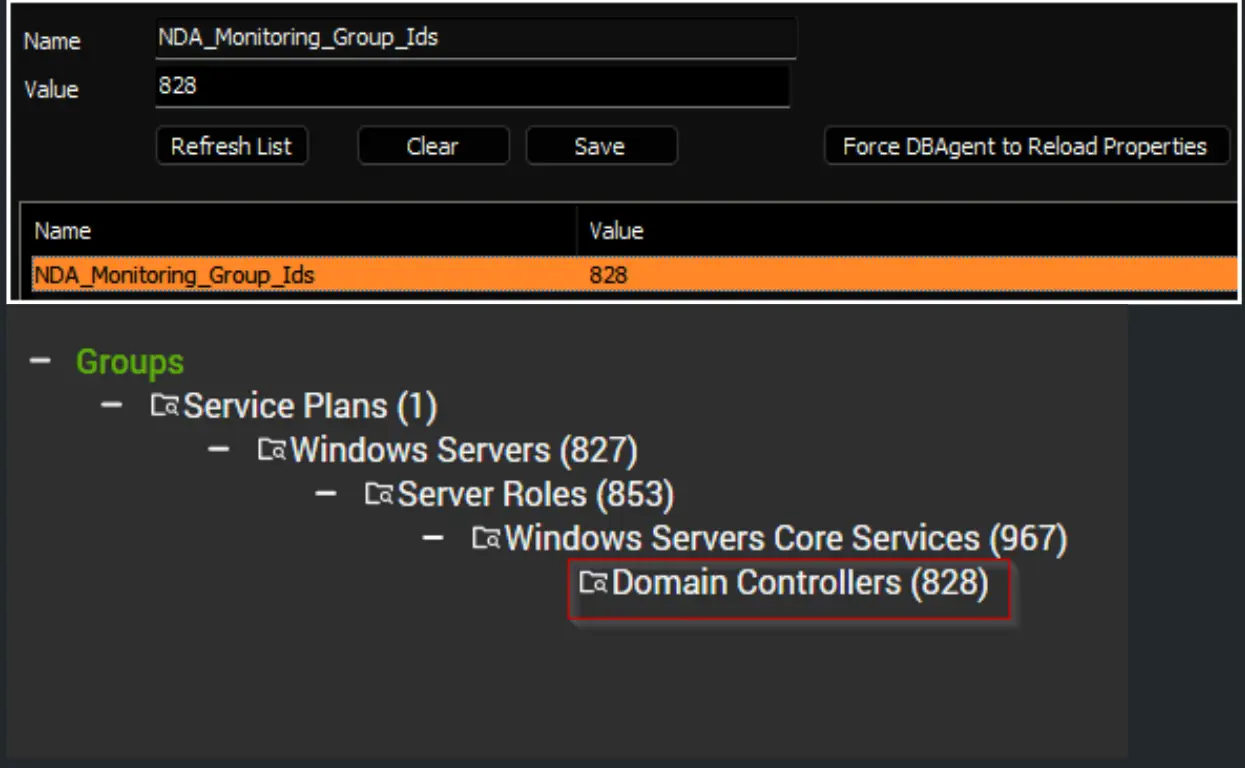 Name NDA_Monitoring_Group_Ids
Value 828
Refresh List Clear Save Force DBAgent to Reload Properties
Name Value
NDA_Monitoring_Group_Ids 828
Groups
Service Plans (1)
Windows Servers (827)
Server Roles (853)
Windows Servers Core Services (967)
Domain Controllers (828)